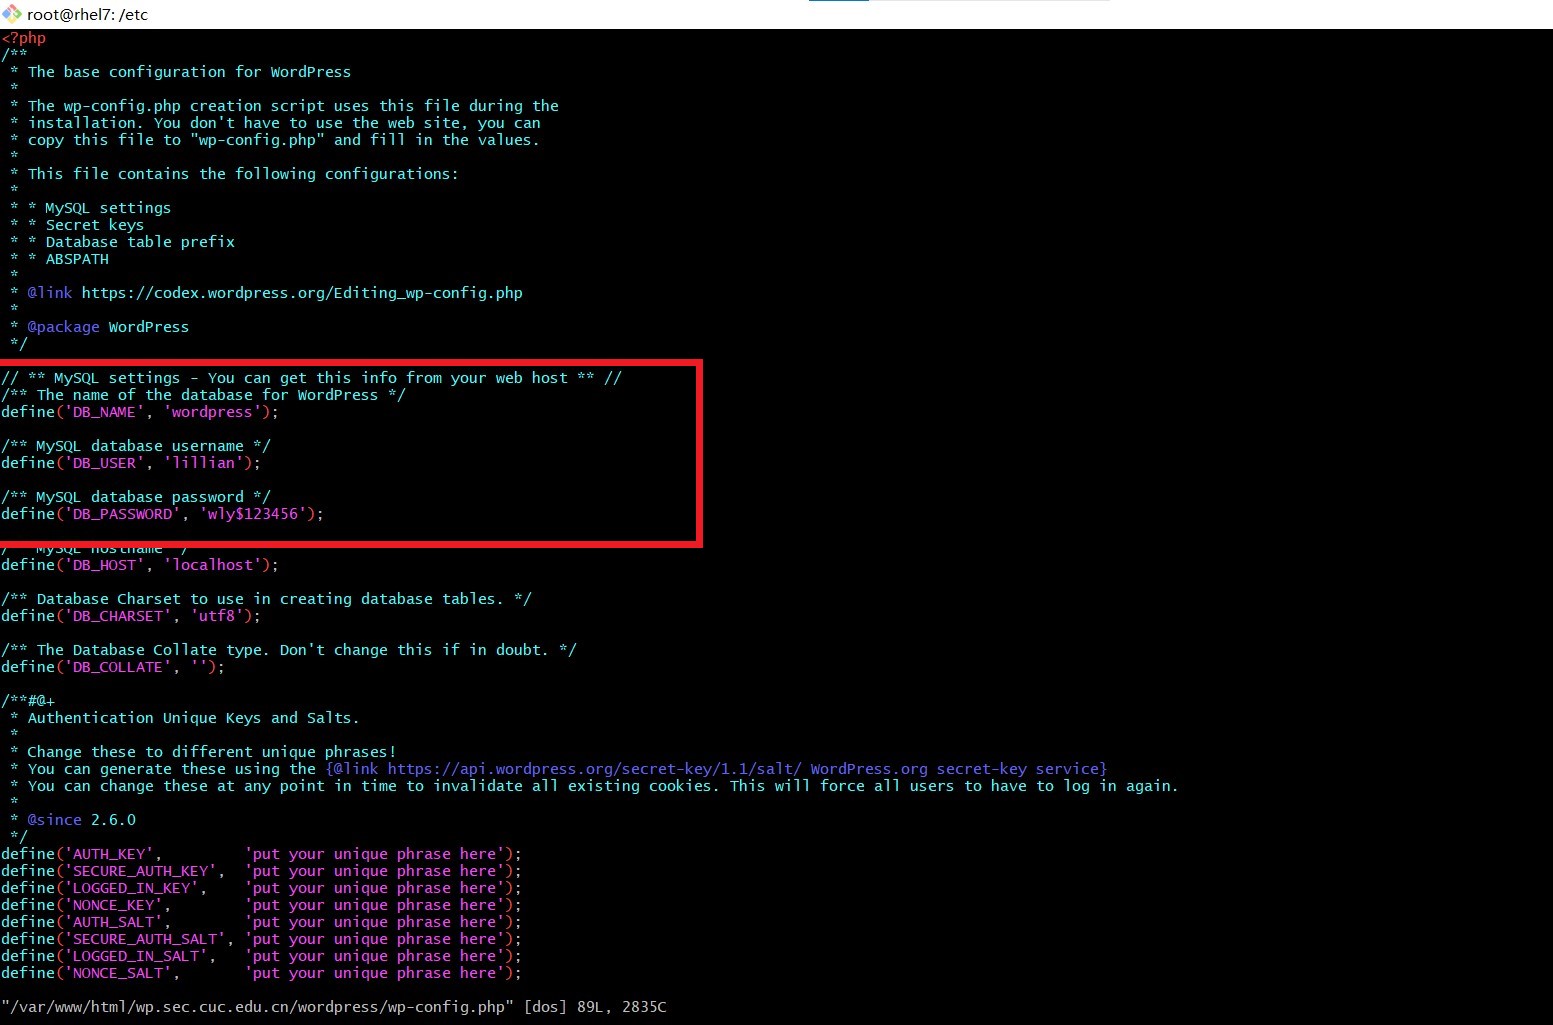 root@rhel7: /etc
<?php
/**
 * The base configuration for WordPress
 *
 * The wp-config.php creation script uses this file during the
 * installation. You don't have to use the web site, you can
 * copy this file to "wp-config.php" and fill in the values.
 *
 * This file contains the following configurations:
 *
 * * MySQL settings
 * * Secret keys
 * * Database table prefix
 * * ABSPATH
 *
 * @link https://codex.wordpress.org/Editing_wp-config.php
 *
 * @package WordPress
 */
// ** MySQL settings - You can get this info from your web host ** //
/** The name of the database for WordPress */
define('DB_NAME', 'wordpress');
/** MySQL database username */
define('DB_USER', 'lillian');
/** MySQL database password */
define('DB_PASSWORD', 'wly$123456');
/** MySQL hostname */
define('DB_HOST', 'localhost');
/** Database Charset to use in creating database tables. */
define('DB_CHARSET', 'utf8');
/** The Database Collate type. Don't change this if in doubt. */
define('DB_COLLATE', '');
/**#@+
 * Authentication Unique Keys and Salts.
 *
 * Change these to different unique phrases!
 * You can generate these using the {@link https://api.wordpress.org/secret-key/1.1/salt/ WordPress.org secret-key service}
 * You can change these at any point in time to invalidate all existing cookies. This will force all users to have to log in again.
 *
 * @since 2.6.0
 */
define('AUTH_KEY',         'put your unique phrase here');
define('SECURE_AUTH_KEY',  'put your unique phrase here');
define('LOGGED_IN_KEY',    'put your unique phrase here');
define('NONCE_KEY',        'put your unique phrase here');
define('AUTH_SALT',        'put your unique phrase here');
define('SECURE_AUTH_SALT', 'put your unique phrase here');
define('LOGGED_IN_SALT',   'put your unique phrase here');
define('NONCE_SALT',       'put your unique phrase here');
"/var/www/html/wp.sec.cuc.edu.cn/wordpress/wp-config.php" [dos] 89L, 2835C